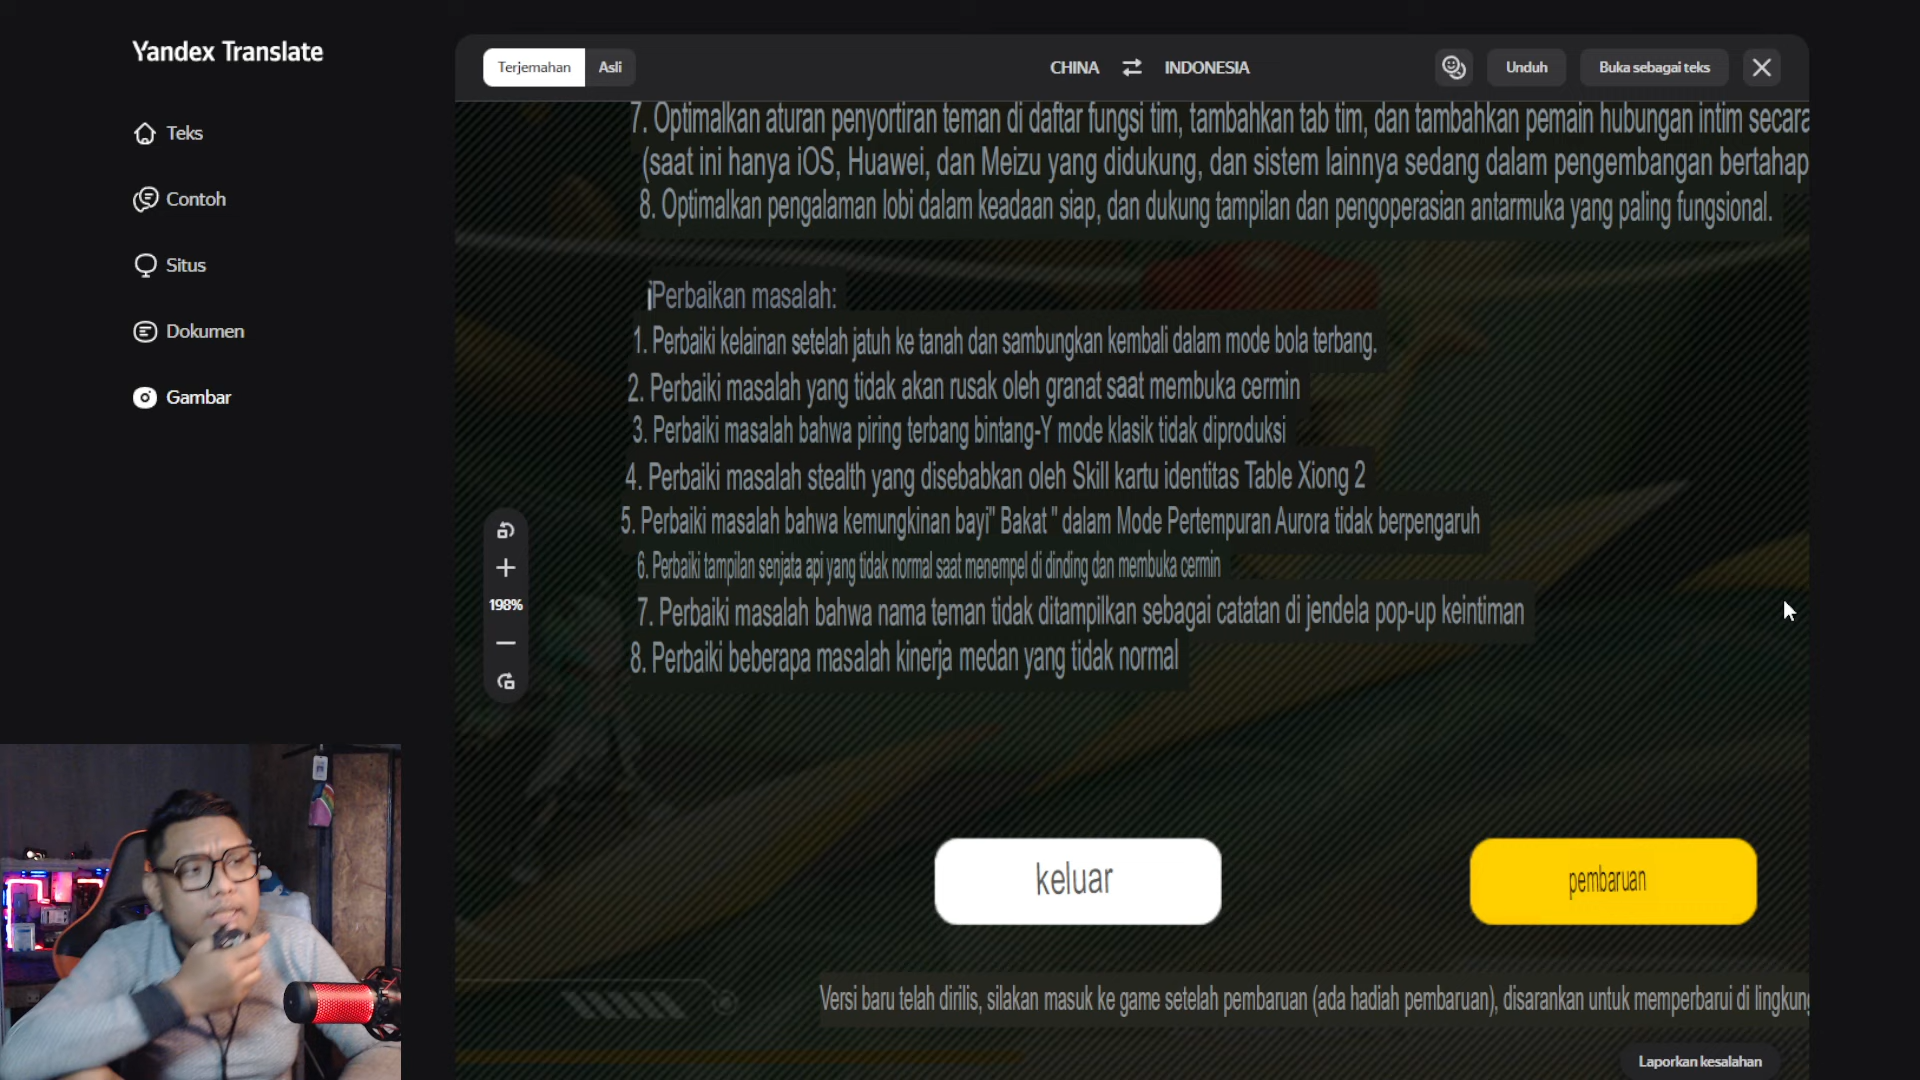 Yandex Translate
Teks
Contoh
Situs
Dokumen
Gambar
Terjemahan
Asli
CHINA
INDONESIA
Unduh
Buka sebagai teks
7. Optimalkan aturan penyortiran teman di daftar fungsi tim, tambahkan tab tim, dan tambahkan pemain hubungan intim
(saat ini hanya iOS, Huawei, dan Meizu yang didukung, dan sistem lainnya sedang dalam pengembangan bertahap
8. Optimalkan pengalaman lobi dalam keadaan siap, dan dukung tampilan dan pengoperasian antarmuka yang paling fungsional.
Perbaikan masalah:
1. Perbaiki kelainan setelah jatuh ke tanah dan sambungkan kembali dalam mode bola terbang.
2. Perbaiki masalah yang tidak akan rusak oleh granat saat membuka cermin
3. Perbaiki masalah bahwa piring terbang bintang-Y mode klasik tidak diproduksi
4. Perbaiki masalah stealth yang disebabkan oleh Skill kartu identitas Table Xiong 2
5. Perbaiki masalah bahwa kemungkinan bayi" Bakat " dalam Mode Pertempuran Aurora tidak berpengaruh
6. Perbaiki tampilan senjata api yang tidak normal saat menempel di dinding dan membuka cermin
7. Perbaiki masalah bahwa nama teman tidak ditampilkan sebagai catatan di jendela pop-up keintiman
8. Perbaiki beberapa masalah kinerja medan yang tidak normal
198%
keluar
pembaruan
Versi baru telah dirilis, silakan masuk ke game setelah pembaruan (ada hadiah pembaruan), disarankan untuk memperbarui di
Laporkan kesalahan